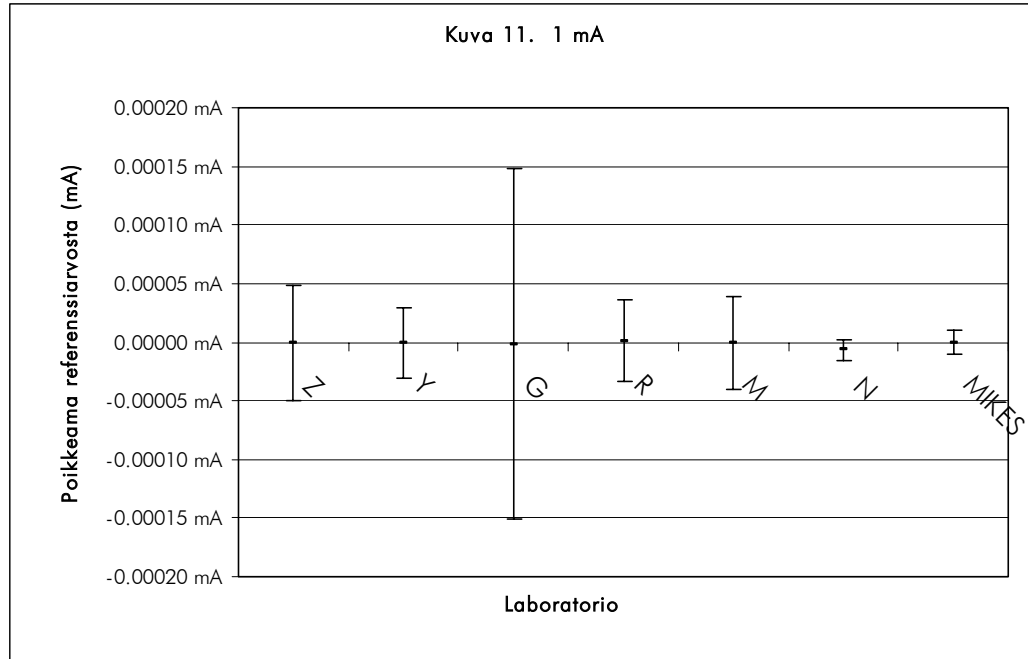 Kuva 11. 1 mA
Poikkeama referenssiarvosta (mA)
0.00020 mA
0.00015 mA
0.00010 mA
0.00005 mA
0.00000 mA
-0.00005 mA
-0.00010 mA
-0.00015 mA
-0.00020 mA
Z
Y
G
R
M
N
MIKES
Laboratorio